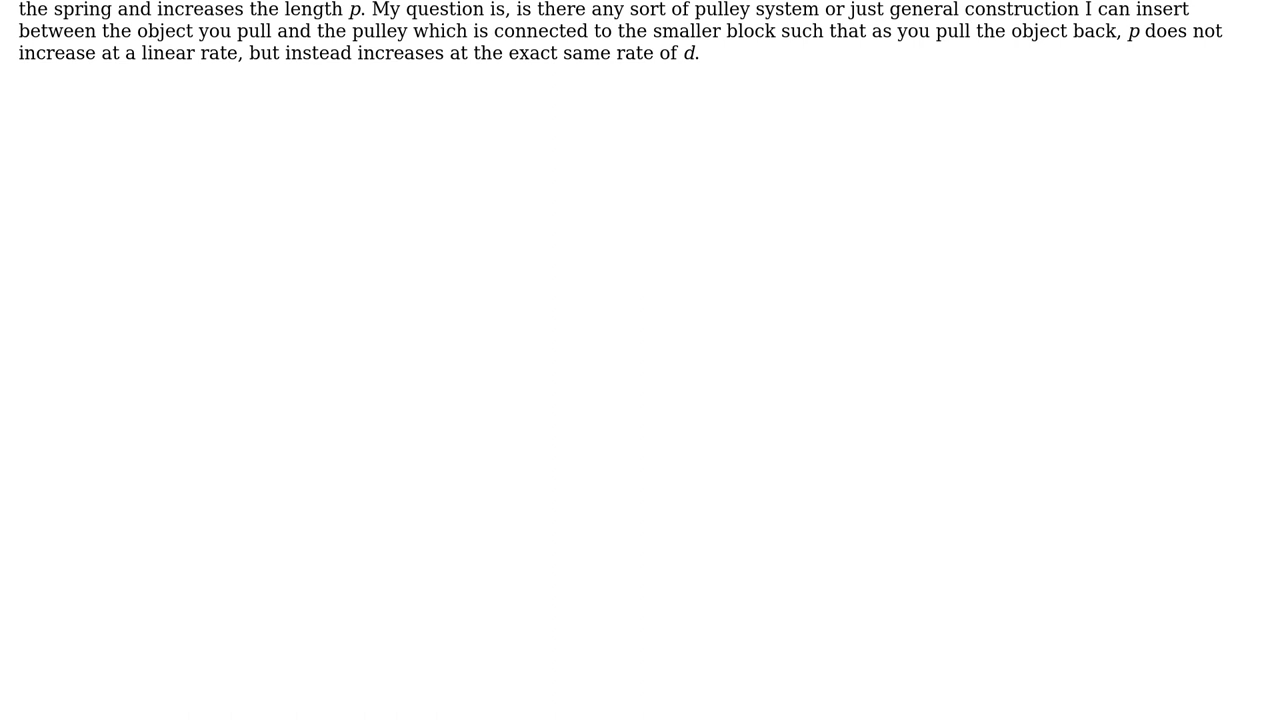 the spring and increases the length p. My question is, is there any sort of pulley system or just general construction I can insert
between the object you pull and the pulley which is connected to the smaller block such that as you pull the object back, p does not
increase at a linear rate, but instead increases at the exact same rate of d.